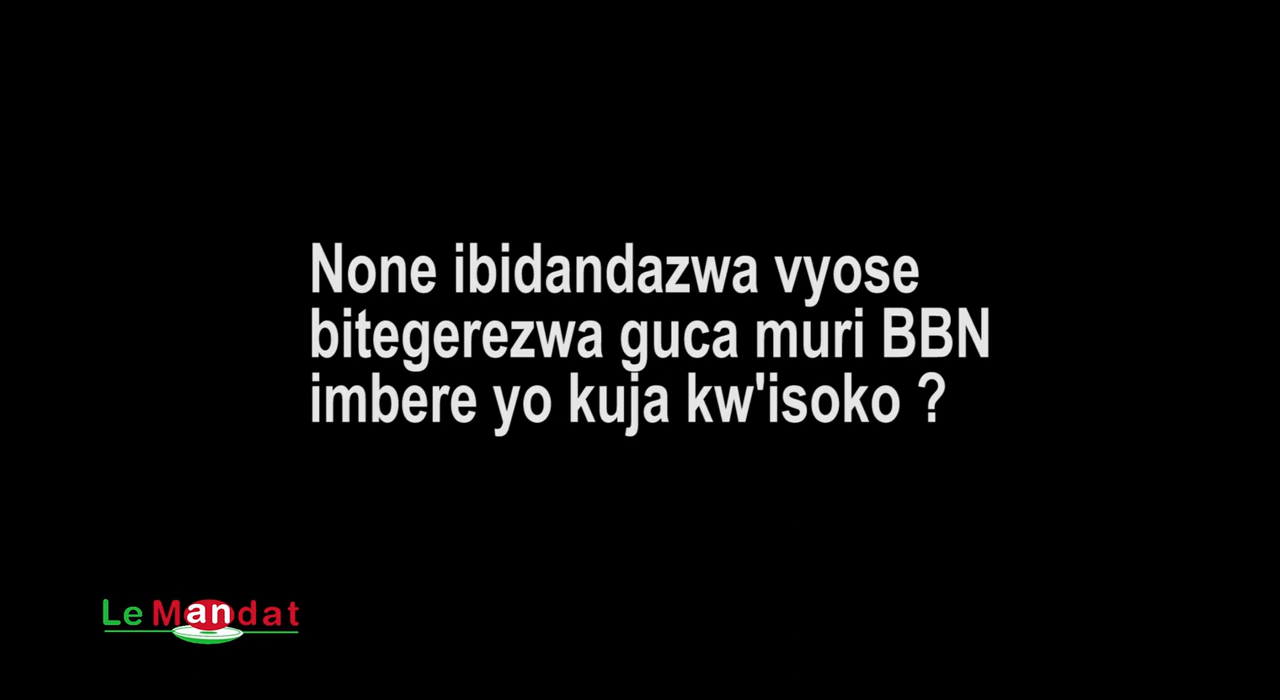 None ibidandazwa vyose
bitegerezwa guca muri BBN
imbere yo kuja kw'isoko ?
Le Mandat